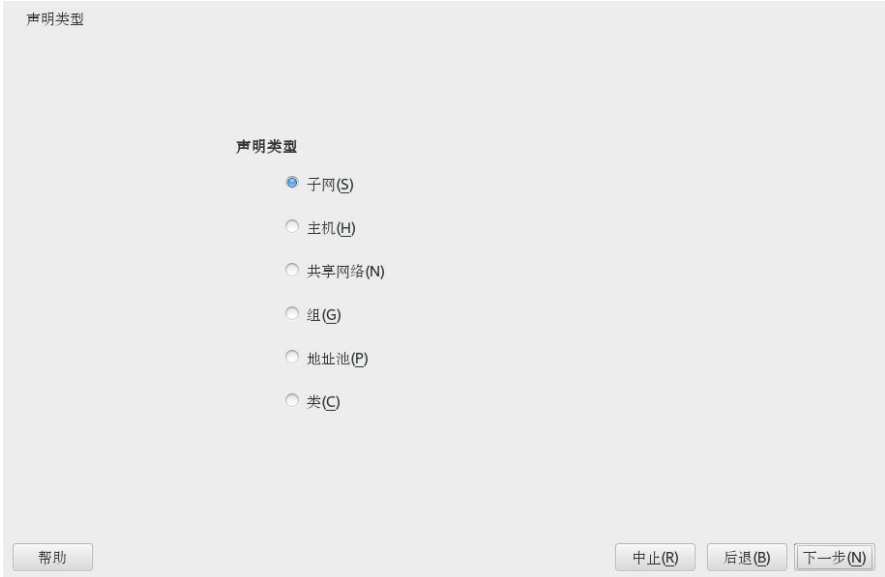 声明类型
声明类型
子网(S)
主机(H)
共享网络(N)
组(G)
地址池(P)
类(C)
帮助 中止(R) 后退(B) 下一步(N)